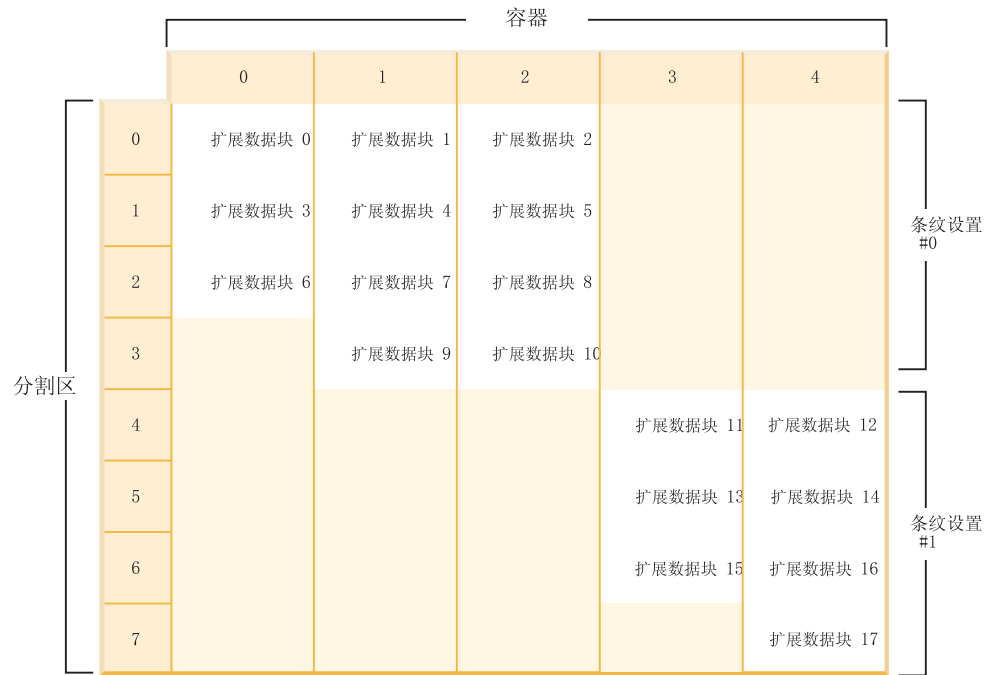 容器
0 1 2 3 4
0 扩展数据块 0 扩展数据块 1 扩展数据块 2
1 扩展数据块 3 扩展数据块 4 扩展数据块 5
条纹设置
#0
2 扩展数据块 6 扩展数据块 7 扩展数据块 8
3 扩展数据块 9 扩展数据块 10
分割区
4 扩展数据块 11 扩展数据块 12
5 扩展数据块 13 扩展数据块 14
条纹设置
#1
6 扩展数据块 15 扩展数据块 16
7 扩展数据块 17